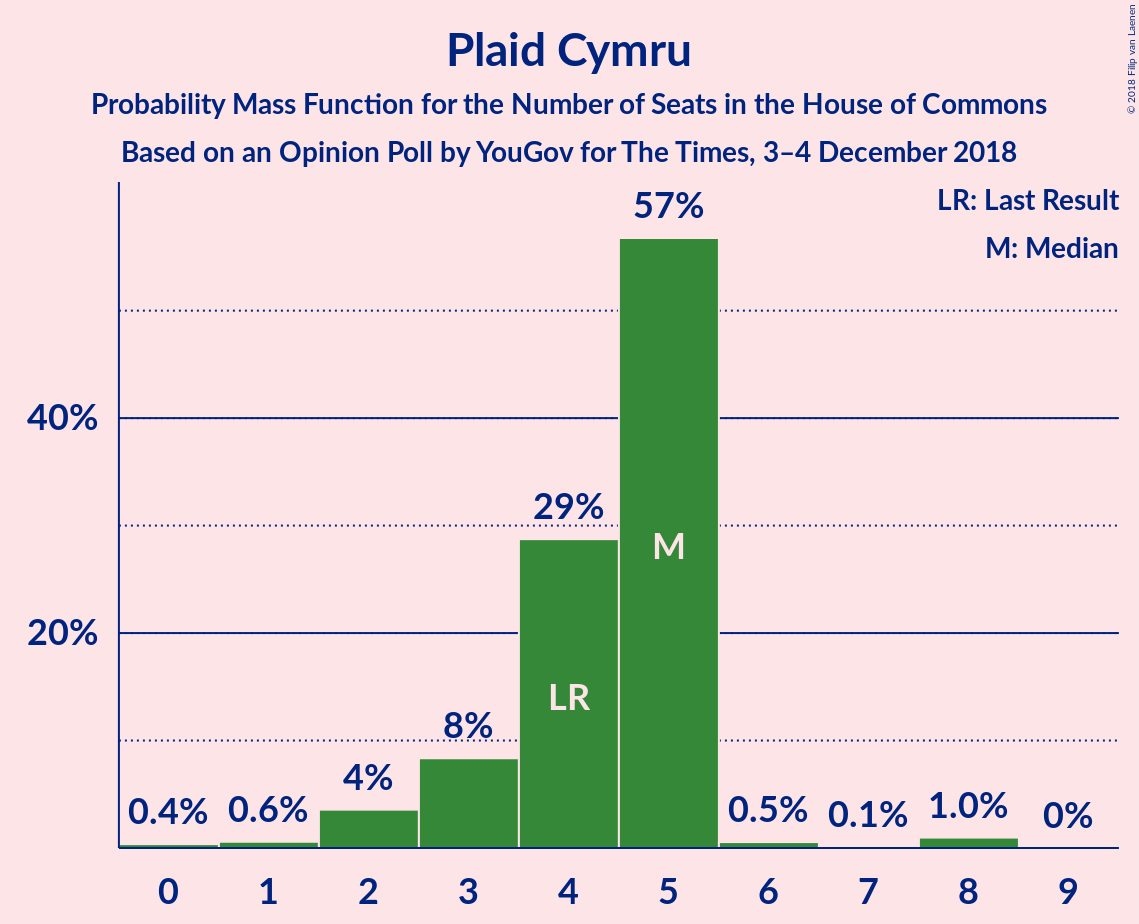 Plaid Cymru
Probability Mass Function for the Number of Seats in the House of Commons
Based on an Opinion Poll by YouGov for The Times, 3–4 December 2018
© 2018 Filip van Laenen
LR: Last Result
M: Median
57%
40%
29%
M
20%
LR
8%
4%
0.4% 0.6% 0.5% 0.1% 1.0% 0%
0 1 2 3 4 5 6 7 8 9